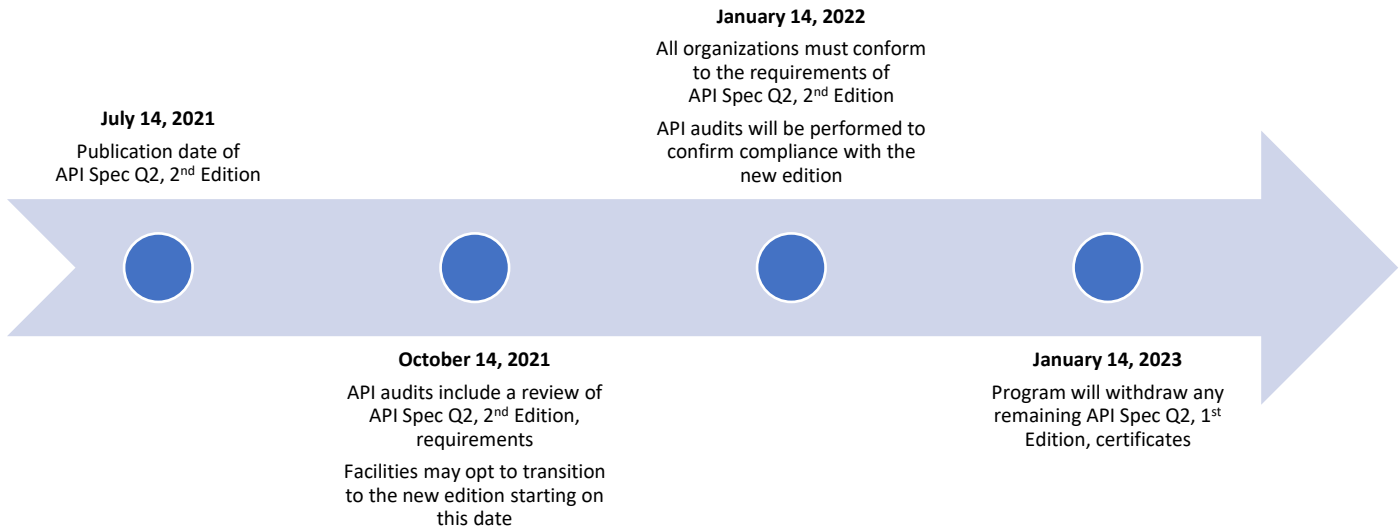 July 14, 2021
Publication date of
API Spec Q2, 2nd Edition
October 14, 2021
API audits include a review of
API Spec Q2, 2nd Edition,
requirements
Facilities may opt to transition
to the new edition starting on
this date
January 14, 2022
All organizations must conform
to the requirements of
API Spec Q2, 2nd Edition
API audits will be performed to
confirm compliance with the
new edition
January 14, 2023
Program will withdraw any
remaining API Spec Q2, 1st
Edition, certificates